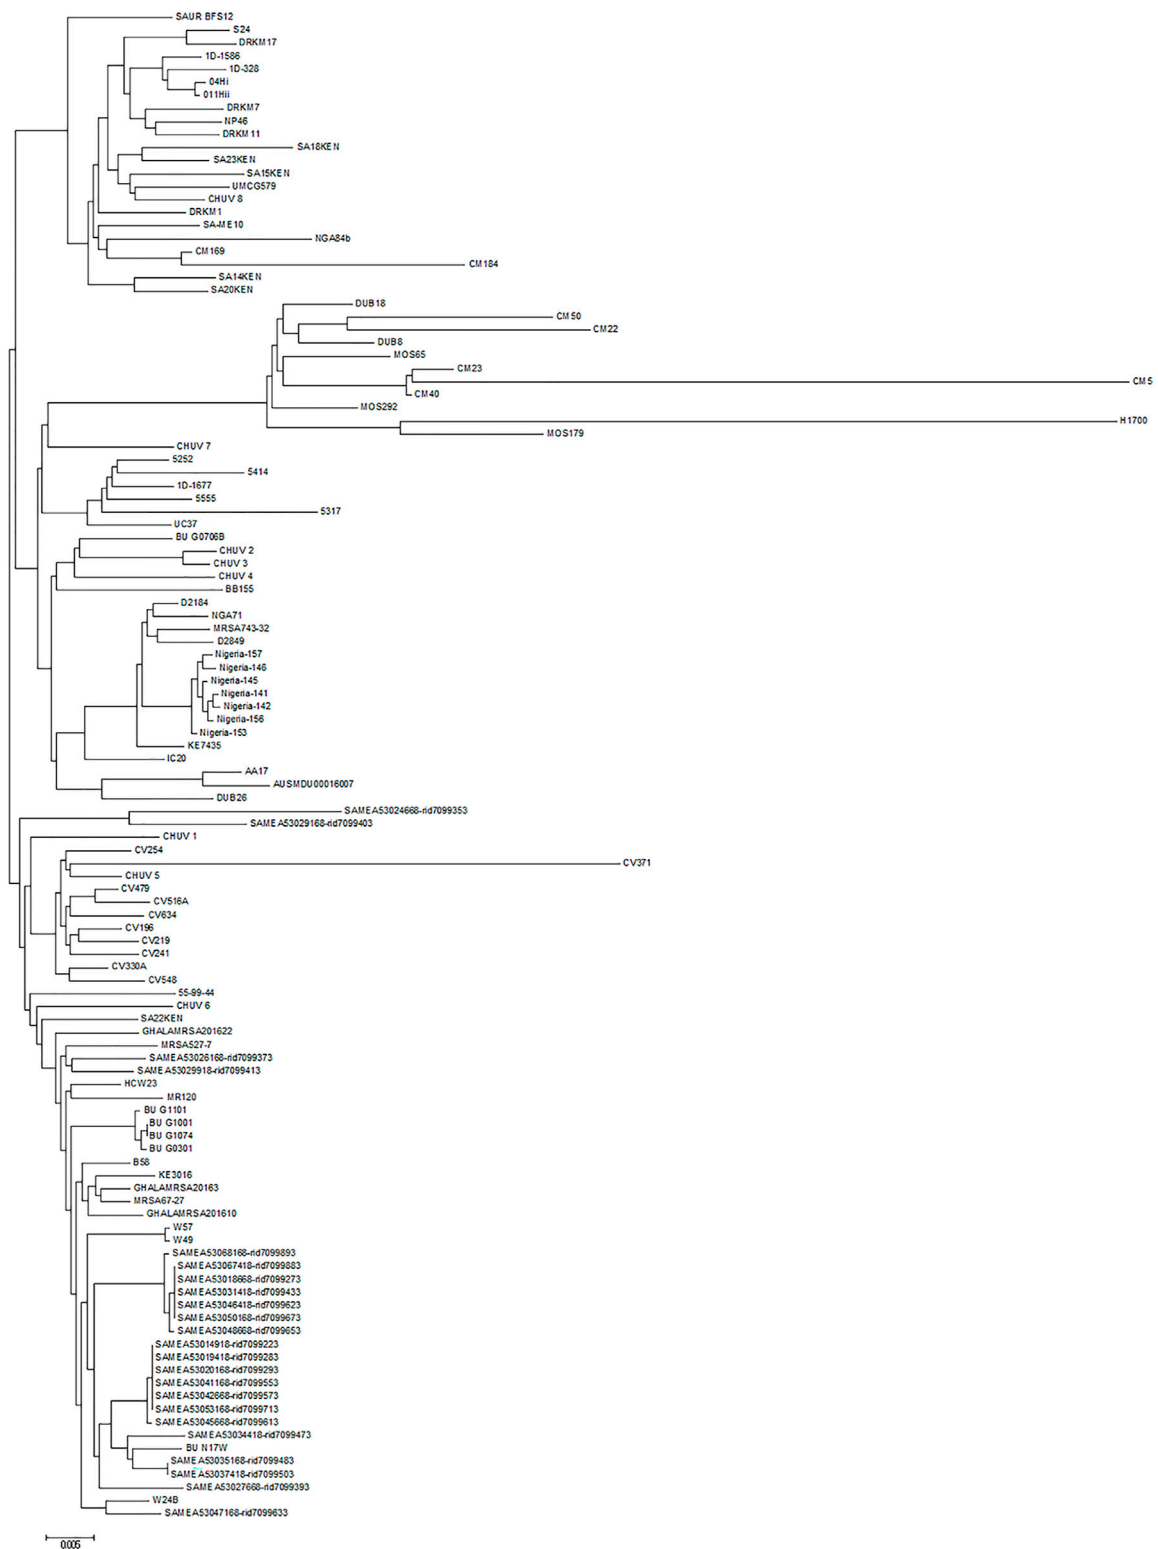 SAUR BFS12
S24
DRKM17
1D-1586
1D-328
04Hi
011Hii
DRKM7
NP46
DRKM11
SA18KEN
SA23KEN
SA15KEN
UMCG579
CHUV 8
DRKM1
SA-ME10
NGA84b
CM169
CM184
SA14KEN
SA20KEN
DUB18
CM50
CM22
DUB8
MOS65
CM23
CM5
CM40
MOS292
H1700
MOS179
CHUV 7
5252
5414
1D-1677
5555
5317
UC37
BU G0706B
CHUV 2
CHUV 3
CHUV 4
BB155
D2184
NGA71
MRSA743-32
D2849
Nigeria-157
Nigeria-146
Nigeria-145
Nigeria-141
Nigeria-142
Nigeria-156
Nigeria-153
KE7435
IC20
AA17
AUSMDU00016007
DUB26
SAMEA53024668-rid7099353
SAMEA53029168-rid7099403
CHUV 1
CV254
CV371
CHUV 5
CV479
CV516A
CV634
CV196
CV219
CV241
CV330A
CV548
55-99-44
CHUV 6
SA22KEN
GHALAMRSA201622
MRSA527-7
SAMEA53026168-rid7099373
SAMEA53029918-rid7099413
HCW23
MR120
BU G1101
BU G1001
BU G1074
BU G0301
B58
KE3016
GHALAMRSA20163
MRSA67-27
GHALAMRSA201610
W57
W49
SAMEA53068168-rid7099893
SAMEA53067418-rid7099883
SAMEA53018668-rid7099273
SAMEA53031418-rid7099433
SAMEA53046418-rid7099623
SAMEA53050168-rid7099673
SAMEA53048668-rid7099653
SAMEA53014918-rid7099223
SAMEA53019418-rid7099283
SAMEA53020168-rid7099293
SAMEA53041168-rid7099553
SAMEA53042668-rid7099573
SAMEA53053168-rid7099713
SAMEA53045668-rid7099613
SAMEA53034418-rid7099473
BU N17W
SAMEA53035168-rid7099483
SAMEA53037418-rid7099503
SAMEA53027668-rid7099393
W24B
SAMEA53047168-rid7099633
0.005